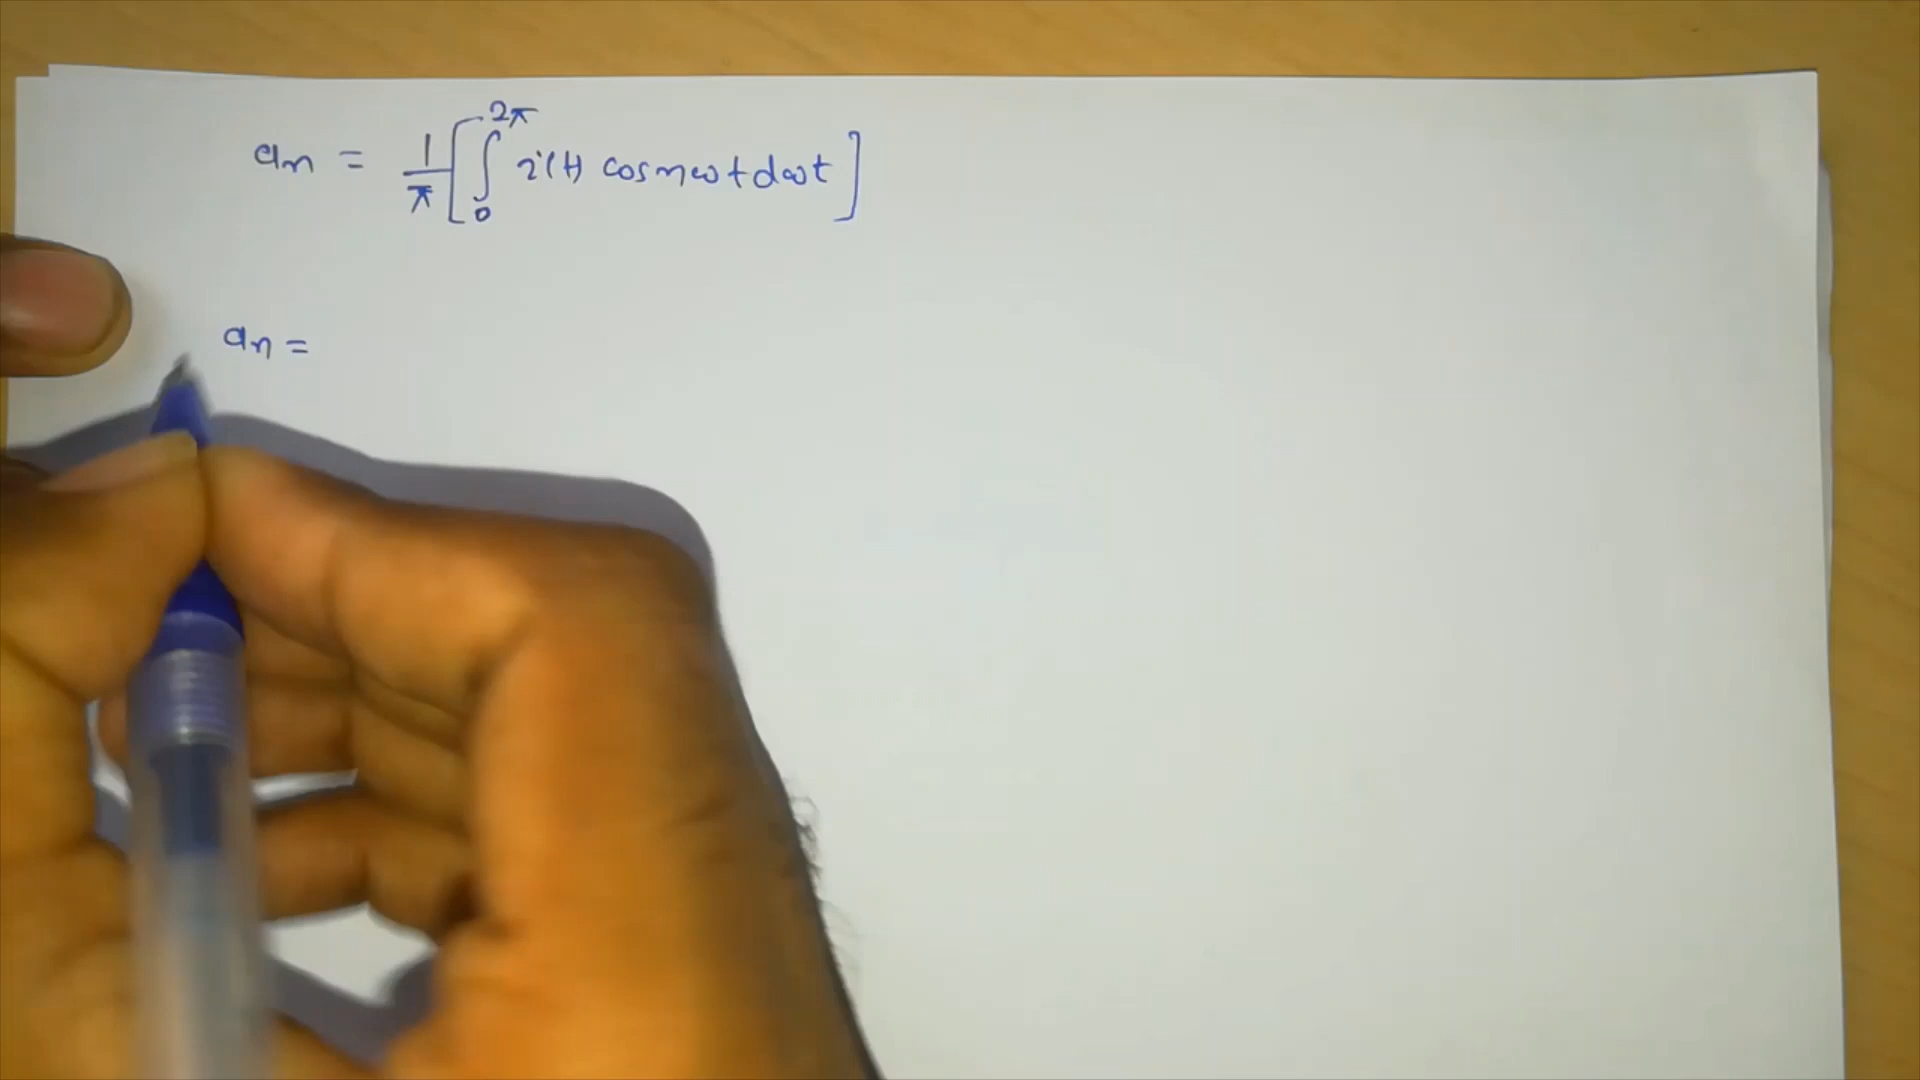 an = 1/π [ ∫₀^2π i(t) cos nωt dωt ]
an =